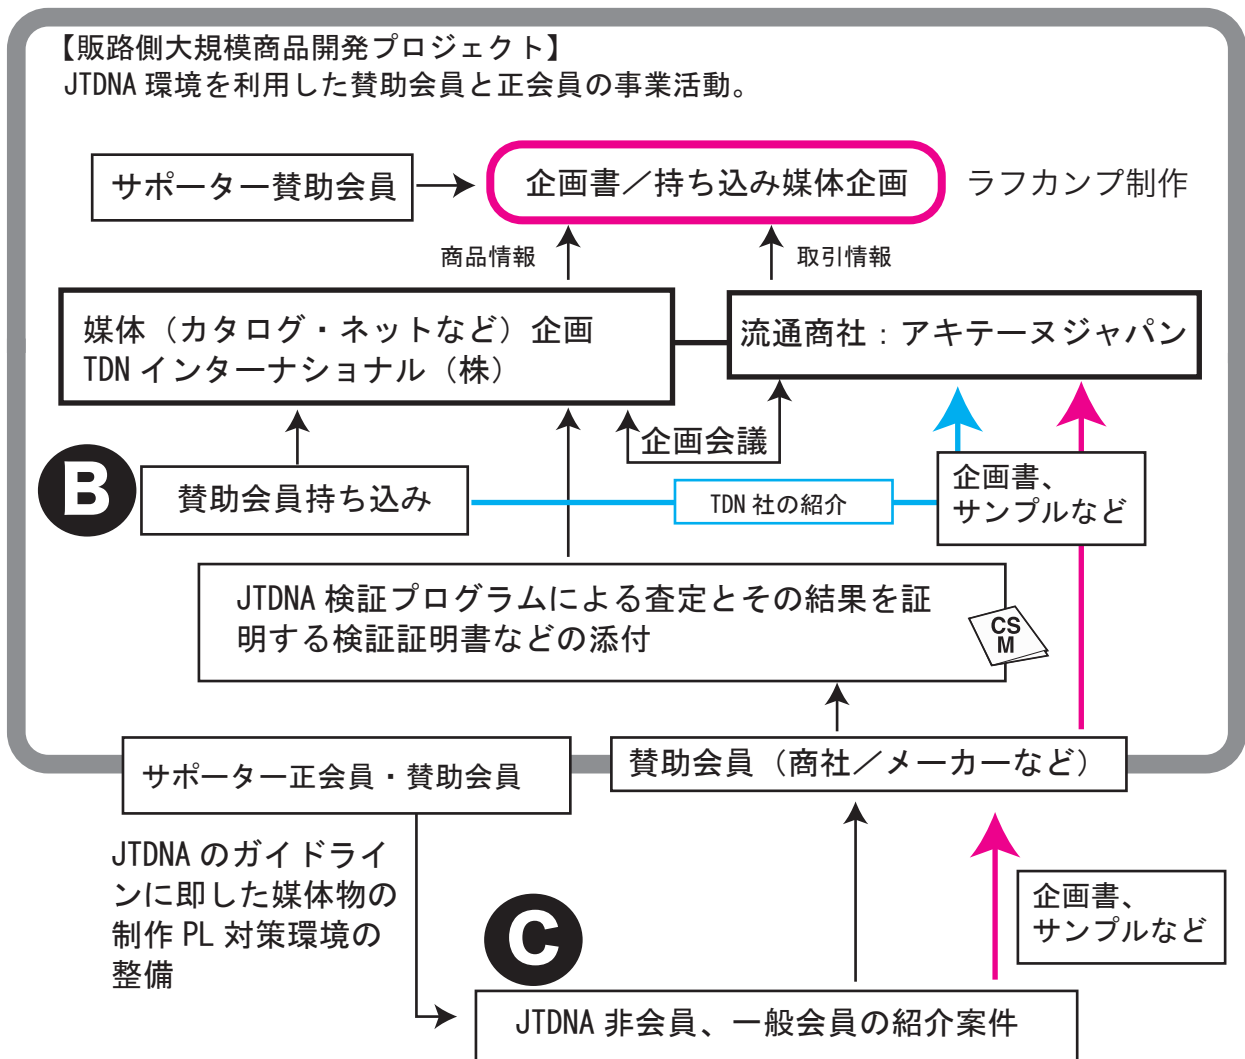 【販路側大規模商品開発プロジェクト】
JTDNA 環境を利用した賛助会員と正会員の事業活動。
サポーター賛助会員
企画書／持ち込み媒体企画
ラフカンプ制作
商品情報
取引情報
媒体（カタログ・ネットなど）企画
TDN インターナショナル（株）
流通商社：アキテーヌジャパン
企画会議
B
賛助会員持ち込み
TDN 社の紹介
企画書、
サンプルなど
JTDNA 検証プログラムによる査定とその結果を証
明する検証証明書などの添付
CS
M
サポーター正会員・賛助会員
賛助会員（商社／メーカーなど）
JTDNA のガイドライ
ンに即した媒体物の
制作 PL 対策環境の
整備
C
企画書、
サンプルなど
JTDNA 非会員、一般会員の紹介案件